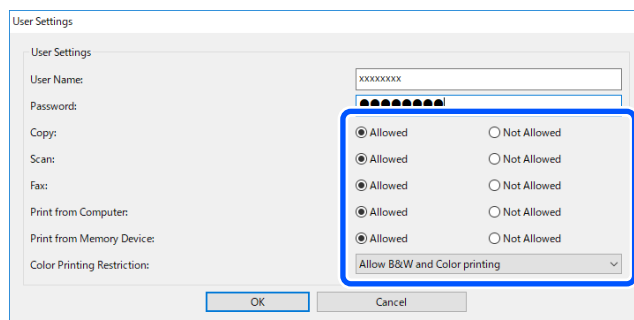 User Settings
User Settings
User Name: xxxxxxxx
Password: ●●●●●●●●
Copy: Allowed Not Allowed
Scan: Allowed Not Allowed
Fax: Allowed Not Allowed
Print from Computer: Allowed Not Allowed
Print from Memory Device: Allowed Not Allowed
Color Printing Restriction: Allow B&W and Color printing
OK Cancel